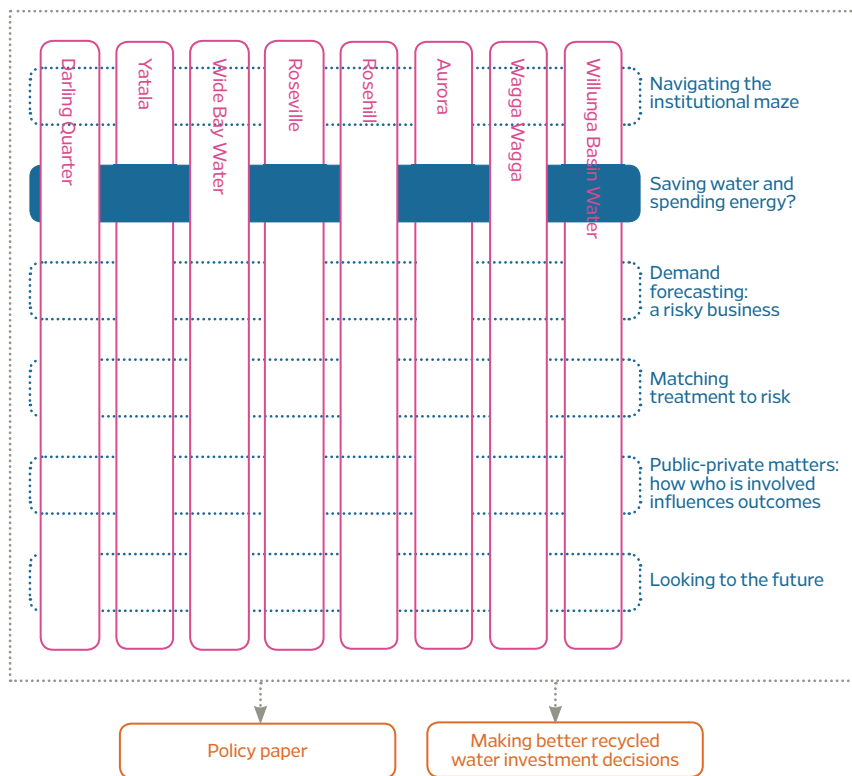 Darling Quarter
Yatala
Wide Bay Water
Roseville
Rosehill
Aurora
Wagga Wagga
Willunga Basin Water
Navigating the
institutional maze
Saving water and
spending energy?
Demand
forecasting:
a risky business
Matching
treatment to risk
Public-private matters:
how who is involved
influences outcomes
Looking to the future
Policy paper
Making better recycled
water investment decisions